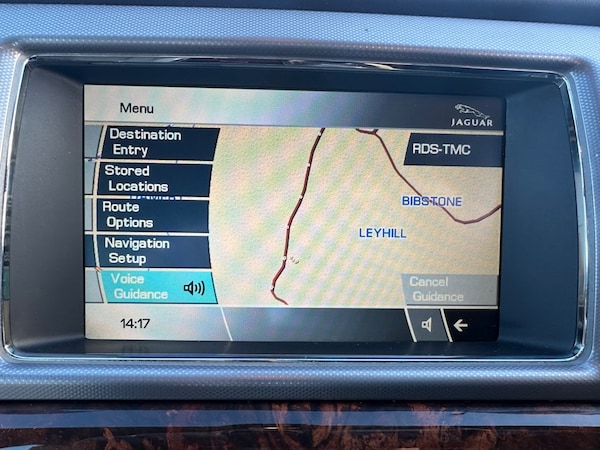 Menu
JAGUAR
Destination
Entry
RDS-TMC
Stored
Locations
BIBSTONE
Route
Options
LEYHILL
Navigation
Setup
Voice
Guidance
Cancel
Guidance
14:17